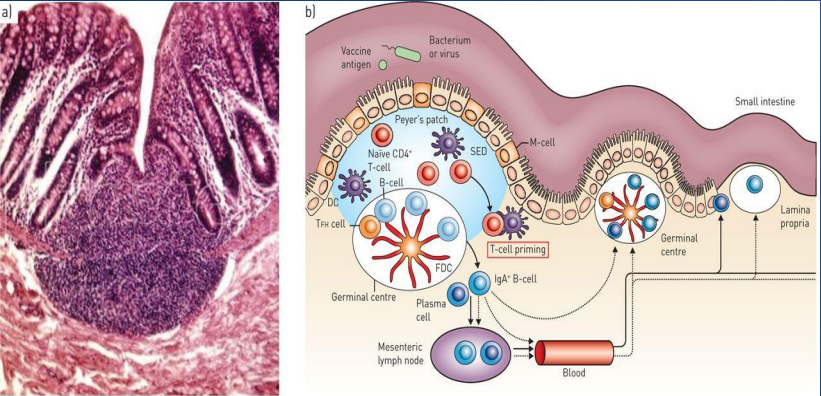 a)
b)
Vaccine
antigen
Bacterium
or virus
Small intestine
Peyer's patch
M-cell
Naïve CD4⁺
T-cell
SED
B-cell
DC
TFH cell
T-cell priming
FDC
Germinal centre
IgA⁺ B-cell
Plasma
cell
Germinal
centre
Lamina
propria
Mesenteric
lymph node
Blood